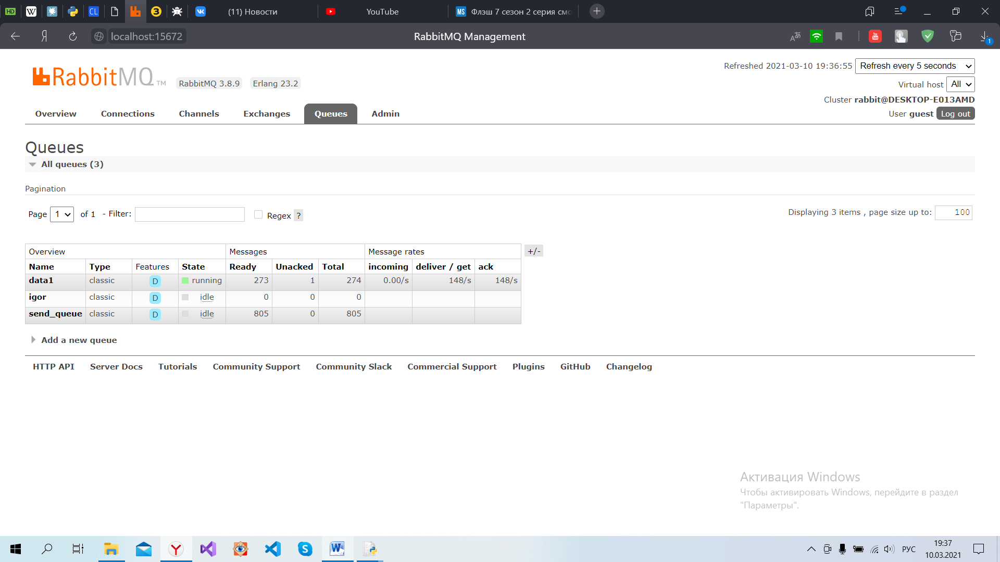 HD W CL 3 (11) Новости YouTube MS Флэш 7 сезон 2 серия смо
Я localhost:15672 RabbitMQ Management 1
RabbitMQ TM RabbitMQ 3.8.9 Erlang 23.2
Refreshed 2021-03-10 19:36:55 Refresh every 5 seconds
Virtual host All
Cluster rabbit@DESKTOP-E013AMD
User guest Log out
Overview Connections Channels Exchanges Queues Admin
Queues
All queues (3)
Pagination
Page 1 of 1 - Filter: Regex ? Displaying 3 items , page size up to: 100
Overview Messages Message rates +/-
Name Type Features State Ready Unacked Total incoming deliver / get ack
data1 classic D running 273 1 274 0.00/s 148/s 148/s
igor classic D idle 0 0 0
send_queue classic D idle 805 0 805
Add a new queue
HTTP API Server Docs Tutorials Community Support Community Slack Commercial Support Plugins GitHub Changelog
Активация Windows
Чтобы активировать Windows, перейдите в раздел
"Параметры".
РУС 19:37
10.03.2021